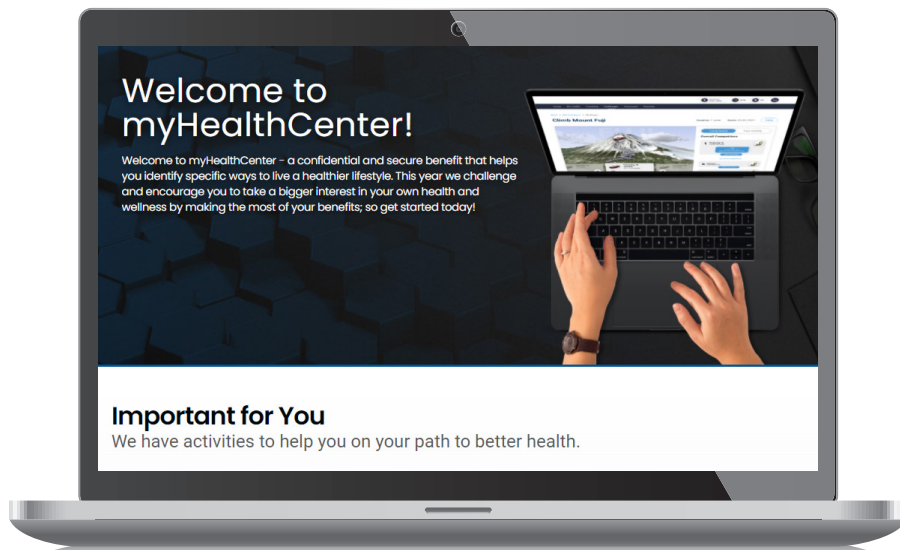 Welcome to
myHealthCenter!
Welcome to myHealthCenter - a confidential and secure benefit that helps
you identify specific ways to live a healthier lifestyle. This year we challenge
and encourage you to take a bigger interest in your own health and
wellness by making the most of your benefits; so get started today!
Climb Mount Fuji
Important for You
We have activities to help you on your path to better health.